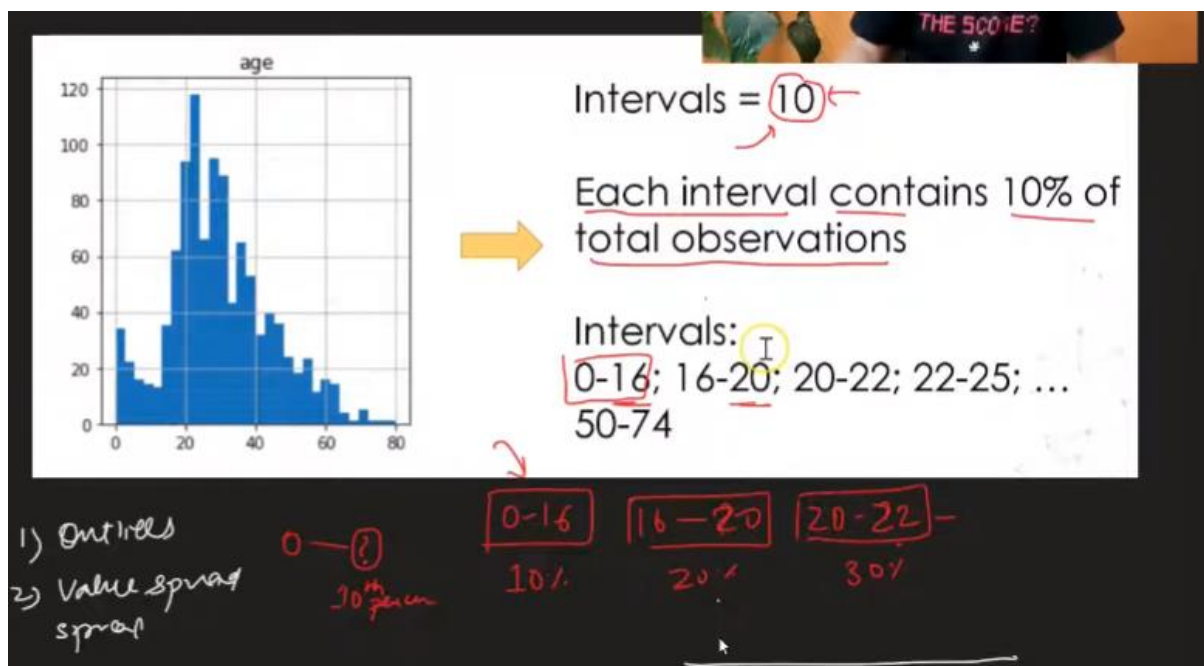 THE SCORE?
age
120
100
80
60
40
20
0
0 20 40 60 80
Intervals = 10
Each interval contains 10% of
total observations
Intervals:
0-16; 16-20; 20-22; 22-25; ...
50-74
1) Outliers
2) Value spread
spread
0 — ?
10th
0-16
10%
16 — 20
20%
20-22 —
30%